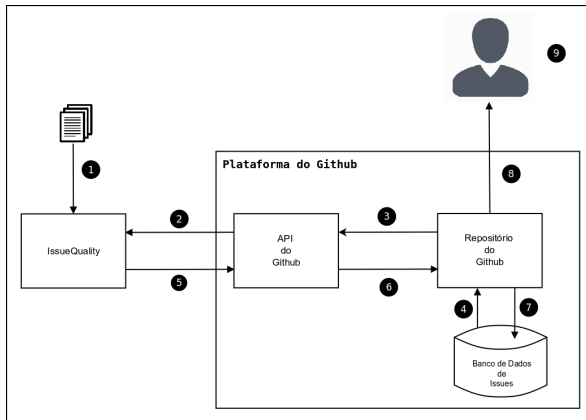 9
1
Plataforma do Github
8
2
3
IssueQuality
API
do
Github
Repositório
do
Github
5
6
4
7
Banco de Dados
de
Issues